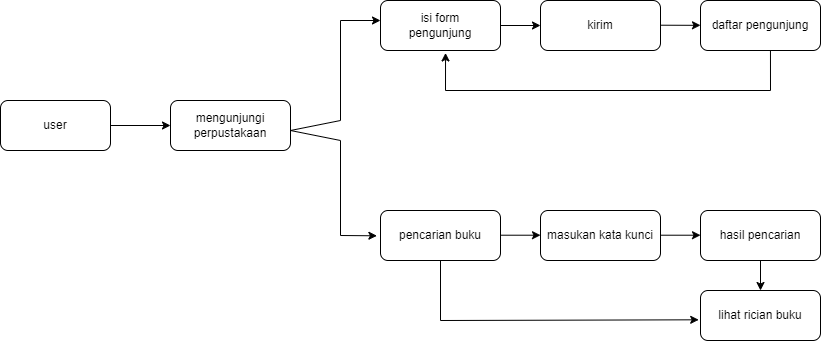 isi form
pengunjung
kirim
daftar pengunjung
user
mengunjungi
perpustakaan
pencarian buku
masukan kata kunci
hasil pencarian
lihat rician buku